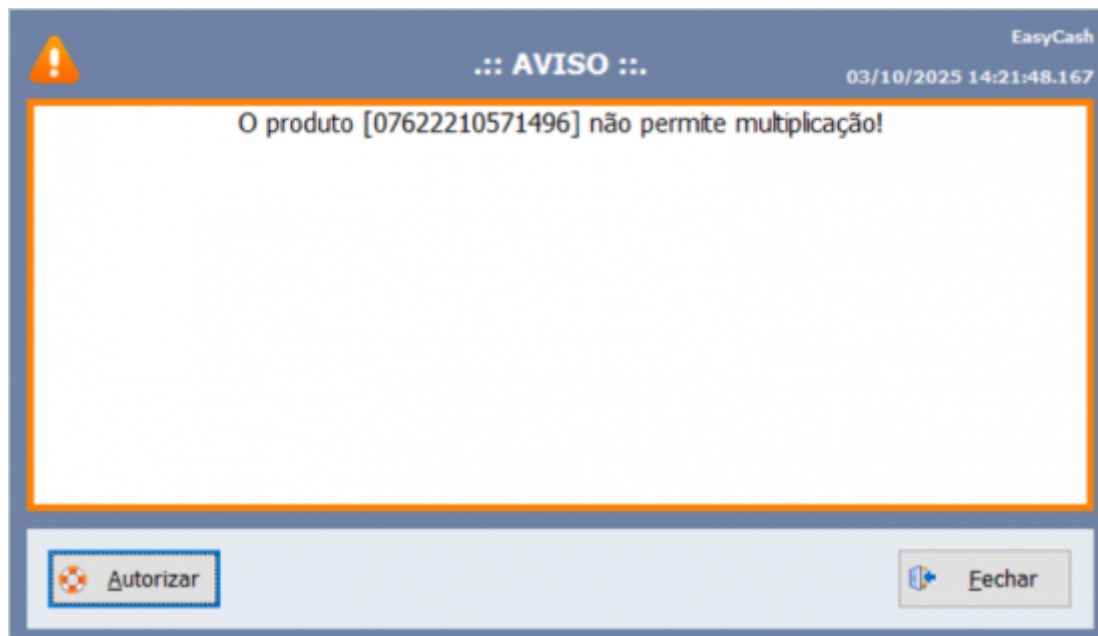 EasyCash
.:: AVISO ::.
03/10/2025 14:21:48.167
O produto [07622210571496] não permite multiplicação!
Autorizar
Fechar